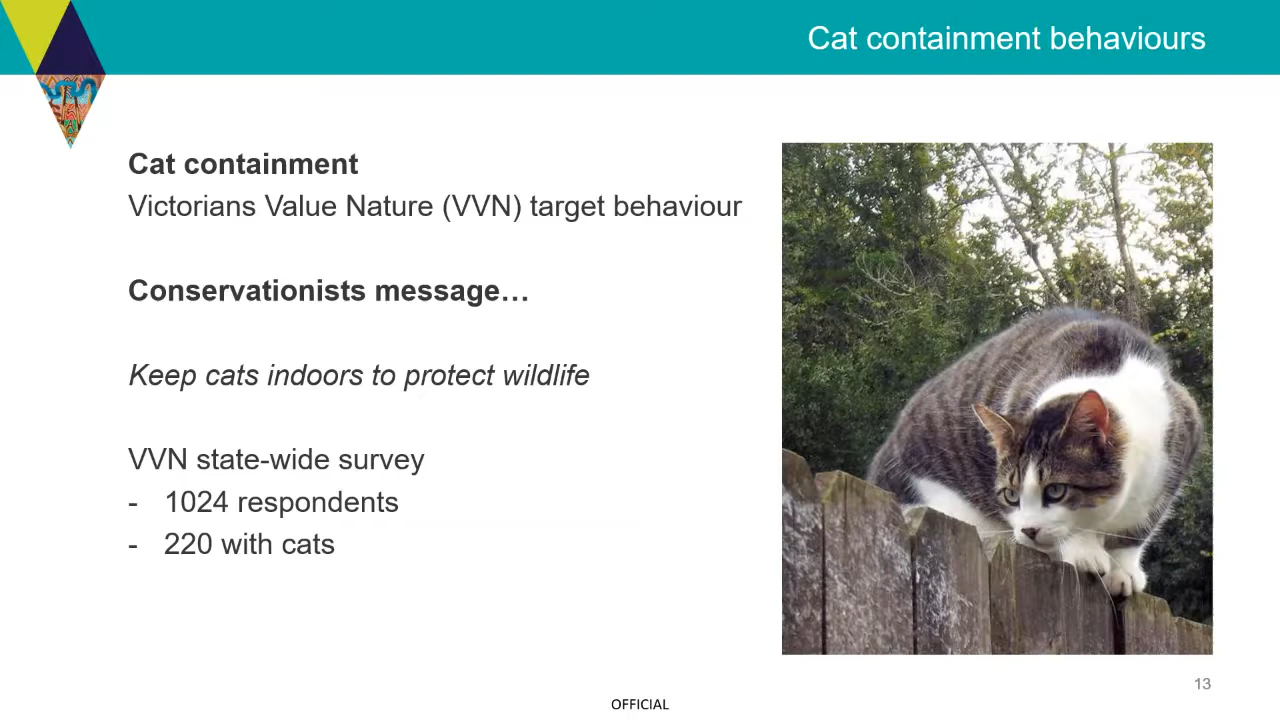 Cat containment behaviours
Cat containment
Victorians Value Nature (VVN) target behaviour
Conservationists message…
Keep cats indoors to protect wildlife
VVN state-wide survey
- 1024 respondents
- 220 with cats
13
OFFICIAL